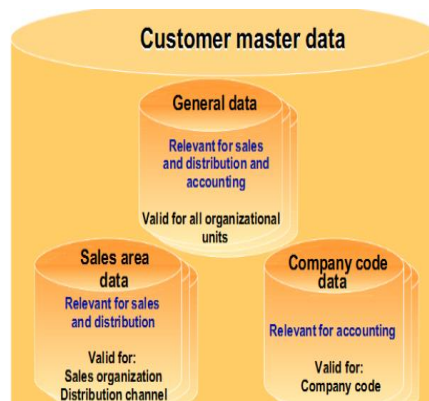 Customer master data
General data
Relevant for sales
and distribution and
accounting
Valid for all organizational
units
Sales area
data
Relevant for sales
and distribution
Valid for:
Sales organization
Distribution channel
Company code
data
Relevant for accounting
Valid for:
Company code